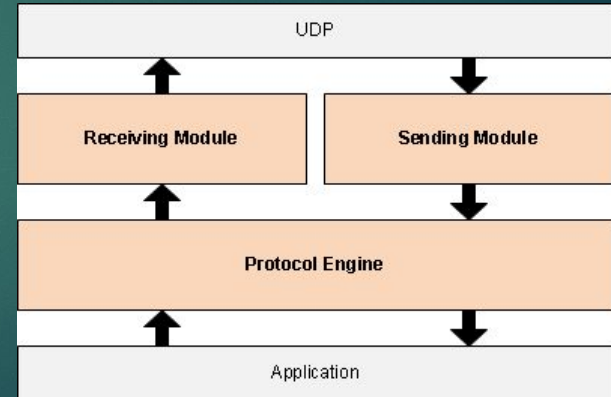 UDP
Receiving Module
Sending Module
Protocol Engine
Application